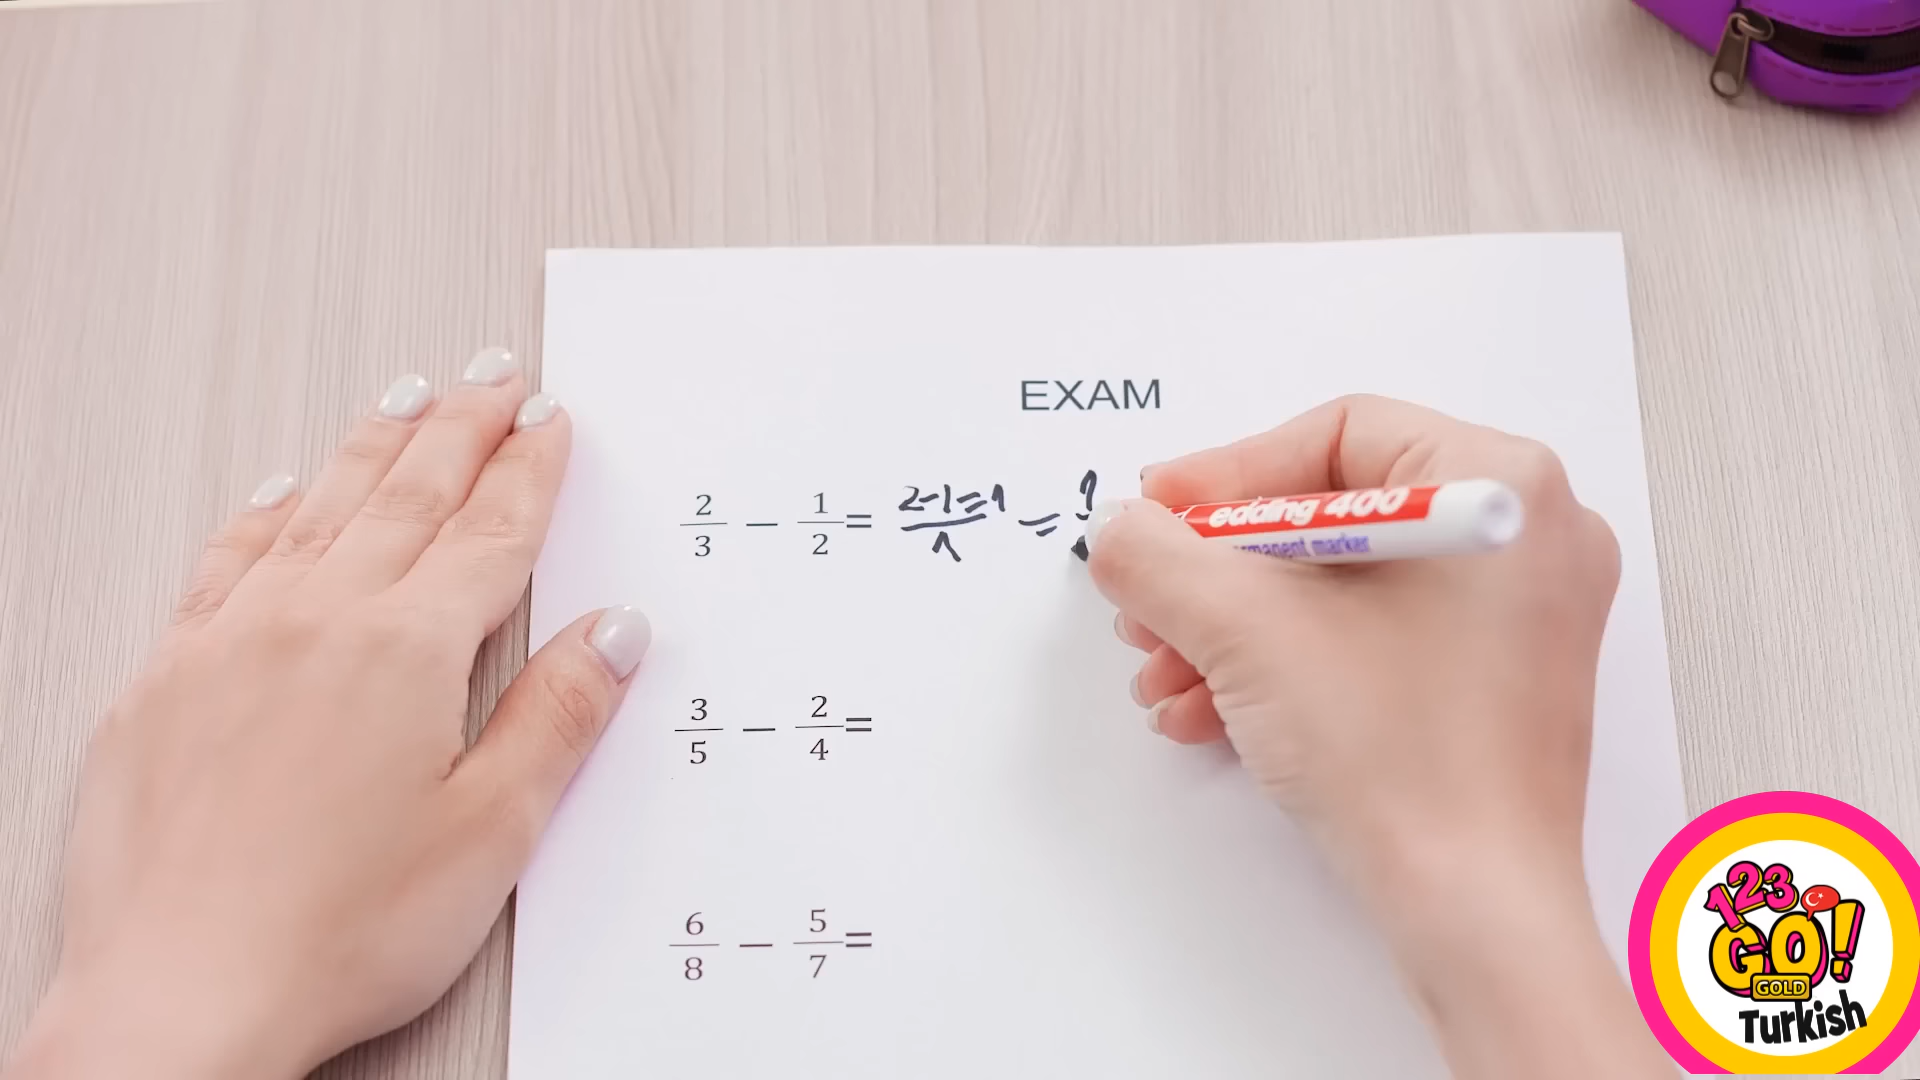 EXAM
2/3 − 1/2 = 2-1=1/1 = 1
3/5 − 2/4 =
6/8 − 5/7 =
edding 400
permanent marker
123
GO!
GOLD
Turkish